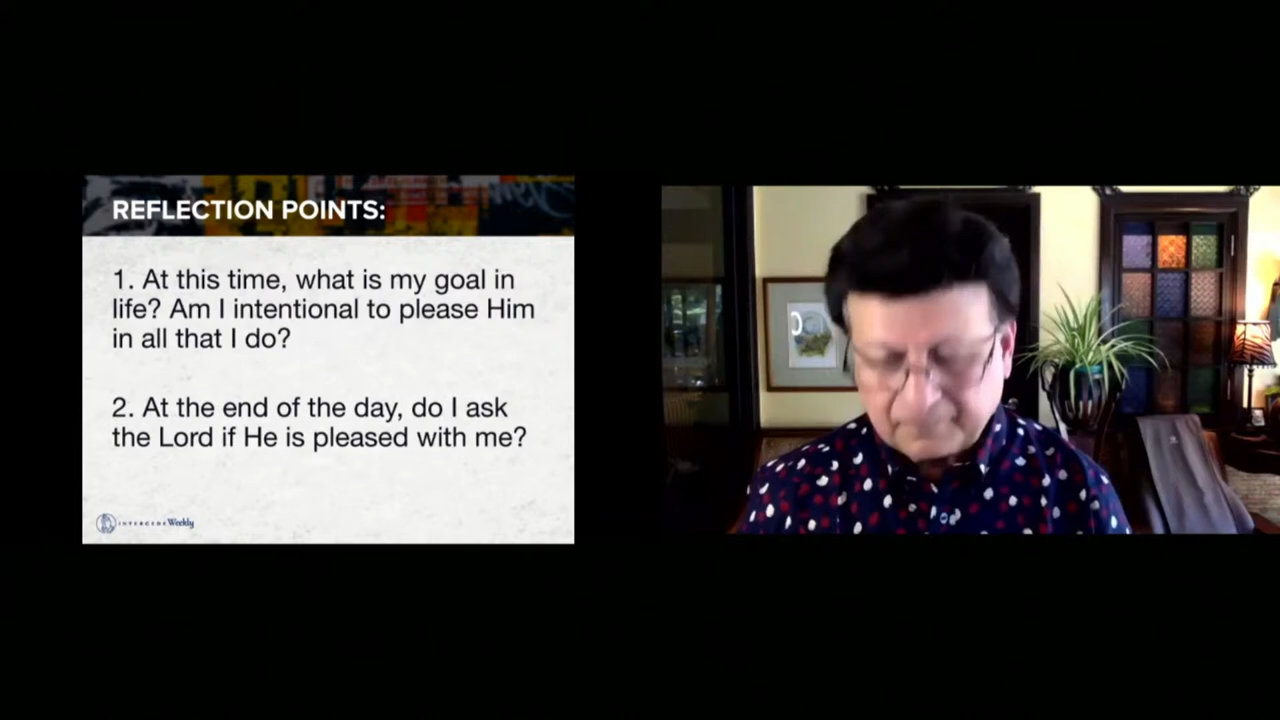 REFLECTION POINTS:
1. At this time, what is my goal in
life? Am I intentional to please Him
in all that I do?
2. At the end of the day, do I ask
the Lord if He is pleased with me?
INTERCEDE Weekly